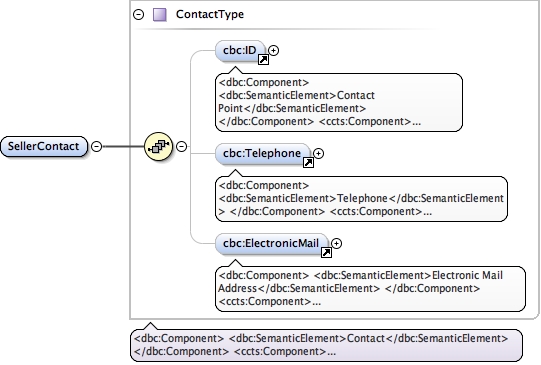 ContactType
cbc:ID
<dbc:Component>
<dbc:SemanticElement>Contact
Point</dbc:SemanticElement>
</dbc:Component> <ccts:Component>...
SellerContact
cbc:Telephone
<dbc:Component>
<dbc:SemanticElement>Telephone</dbc:SemanticElement
> </dbc:Component> <ccts:Component>...
cbc:ElectronicMail
<dbc:Component> <dbc:SemanticElement>Electronic Mail
Address</dbc:SemanticElement> </dbc:Component>
<ccts:Component>...
<dbc:Component> <dbc:SemanticElement>Contact</dbc:SemanticElement>
</dbc:Component> <ccts:Component>...